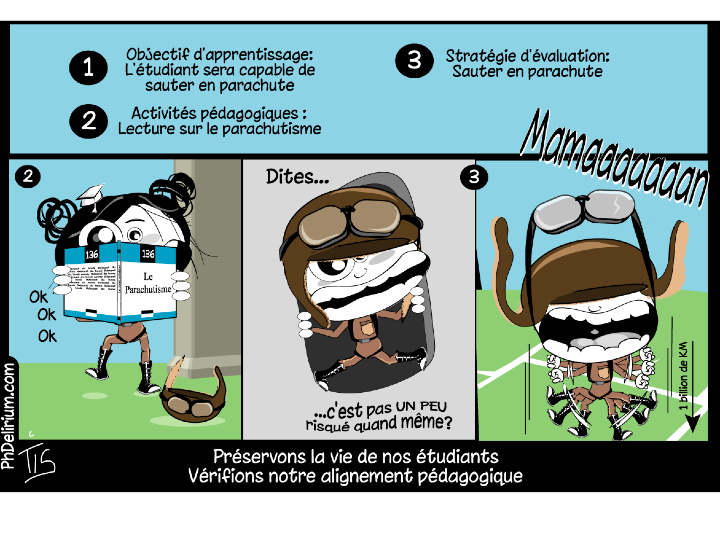 1
Objectif d'apprentissage:
L'étudiant sera capable de
sauter en parachute
2
Activités pédagogiques :
Lecture sur le parachutisme
3
Stratégie d'évaluation:
Sauter en parachute
Mamaaaaaaaan
2
136
136
Le
Parachutisme
Ok
Ok
Ok
Dites...
...c'est pas UN PEU
risqué quand même?
3
1 billion de KM
PhDelirium.com
TIS
Préservons la vie de nos étudiants
Vérifions notre alignement pédagogique